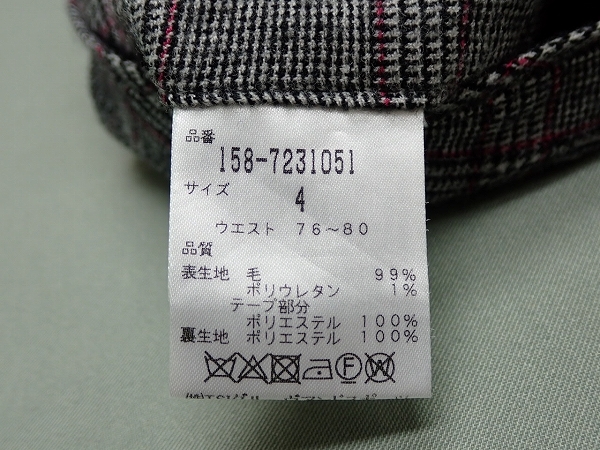 品番
158-7231051
サイズ
4
ウエスト 76～80
品質
表生地 毛 99%
ポリウレタン 1%
テープ部分
ポリエステル 100%
裏生地 ポリエステル 100%